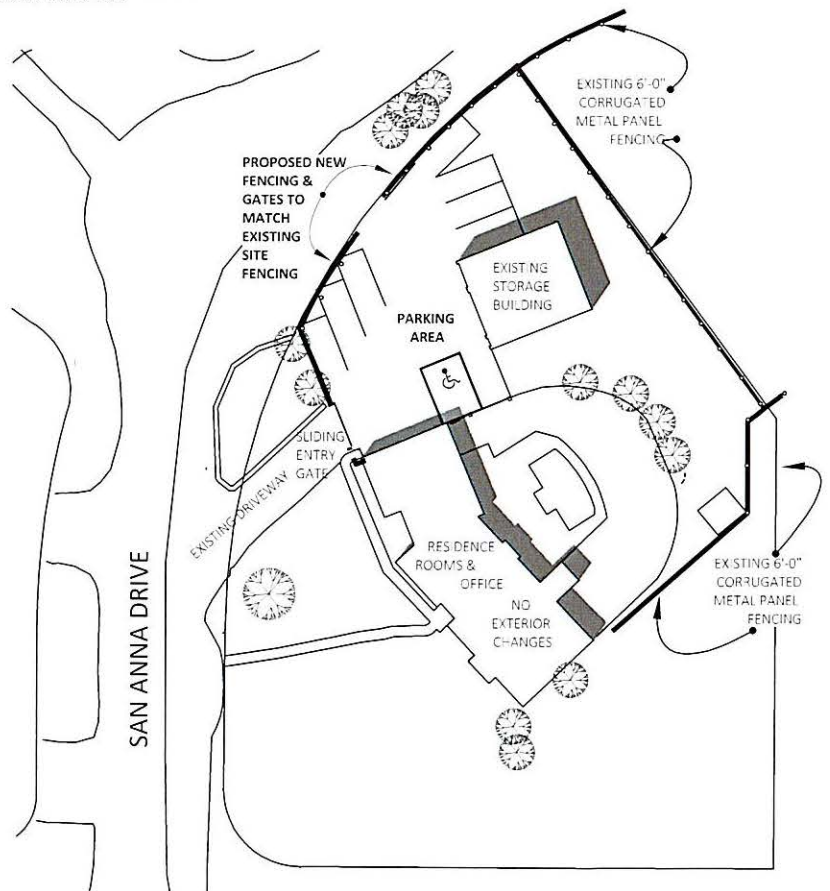 EXISTING 6'-0"
CORRUGATED
METAL PANEL
FENCING
PROPOSED NEW
FENCING &
GATES TO
MATCH
EXISTING
SITE
FENCING
EXISTING
STORAGE
BUILDING
PARKING
AREA
SLIDING
ENTRY
GATE
EXISTING DRIVEWAY
RESIDENCE
ROOMS &
OFFICE
NO
EXTERIOR
CHANGES
EXISTING 6'-0"
CORRUGATED
METAL PANEL
FENCING
SAN ANNA DRIVE